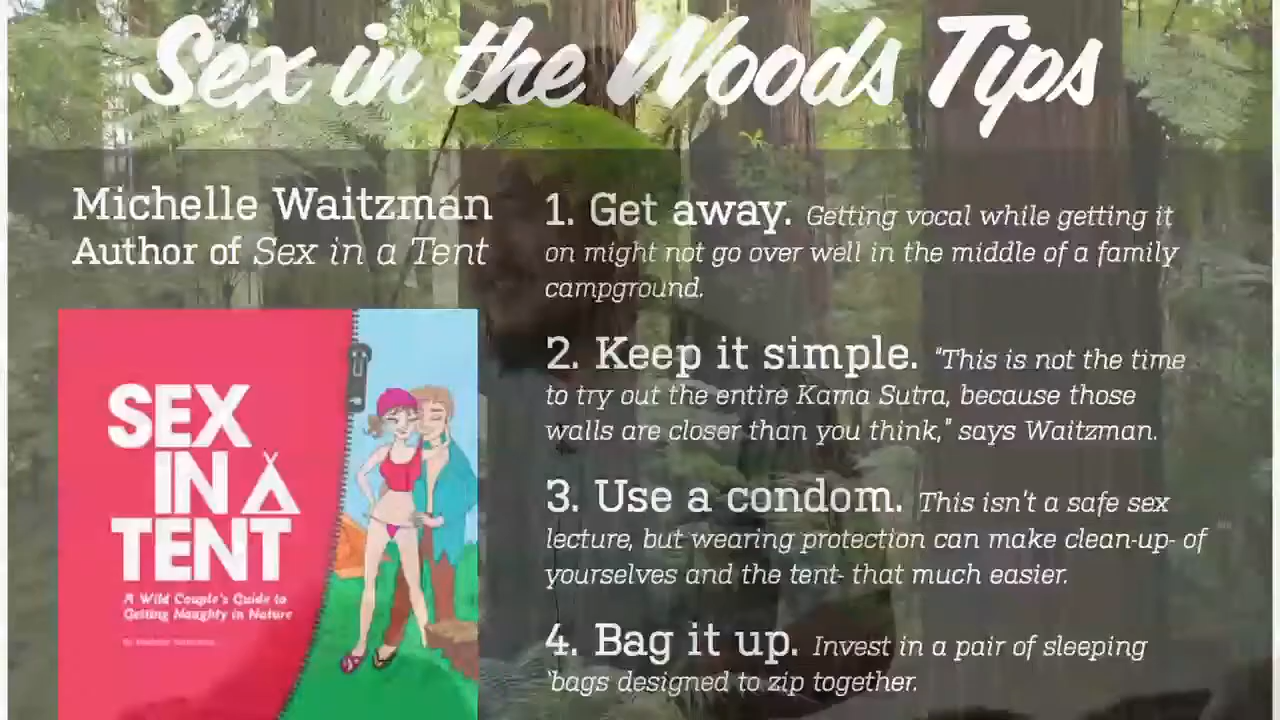 Sex in the Woods Tips
Michelle Waitzman
Author of Sex in a Tent
SEX
IN A
TENT
A Wild Couple's Guide to
Getting Naughty in Nature
1. Get away. Getting vocal while getting it
on might not go over well in the middle of a family
campground.
2. Keep it simple. "This is not the time
to try out the entire Kama Sutra, because those
walls are closer than you think," says Waitzman.
3. Use a condom. This isn't a safe sex
lecture, but wearing protection can make clean-up- of
yourselves and the tent- that much easier.
4. Bag it up. Invest in a pair of sleeping
'bags designed to zip together.